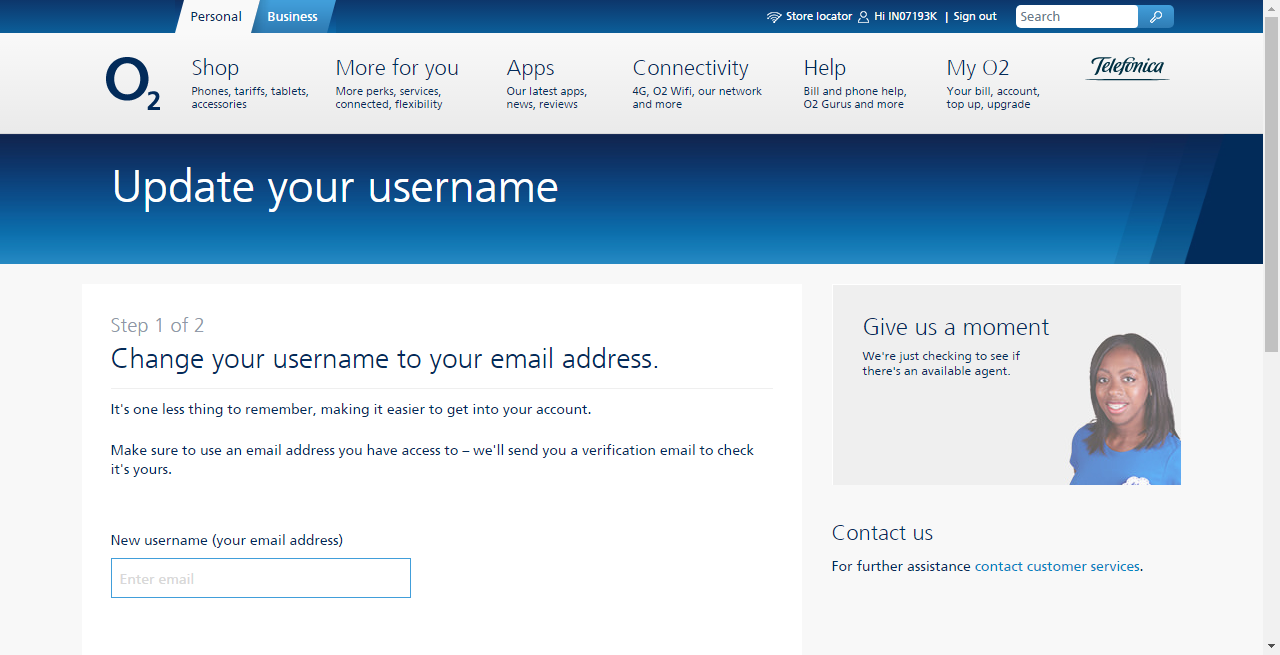 Personal
Business
Store locator
Hi IN07193K
| Sign out
Search
O2
Shop
Phones, tariffs, tablets,
accessories
More for you
More perks, services,
connected, flexibility
Apps
Our latest apps,
news, reviews
Connectivity
4G, O2 Wifi, our network
and more
Help
Bill and phone help,
O2 Gurus and more
My O2
Your bill, account,
top up, upgrade
Telefónica
Update your username
Step 1 of 2
Change your username to your email address.
It's one less thing to remember, making it easier to get into your account.
Make sure to use an email address you have access to – we'll send you a verification email to check
it's yours.
New username (your email address)
Enter email
Give us a moment
We're just checking to see if
there's an available agent.
Contact us
For further assistance contact customer services.